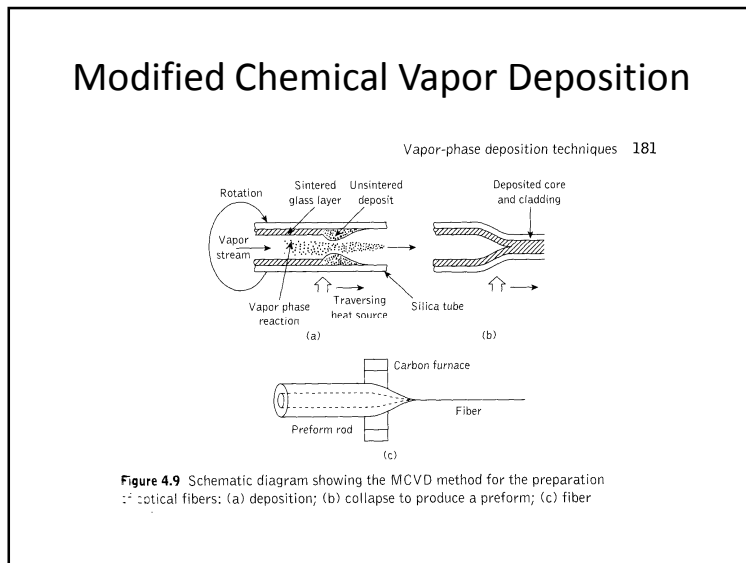 Modified Chemical Vapor Deposition
Vapor-phase deposition techniques 181
Rotation
Sintered
glass layer
Unsintered
deposit
Deposited core
and cladding
Vapor
stream
Vapor phase
reaction
Traversing
heat source
Silica tube
(a)
(b)
Carbon furnace
Fiber
Preform rod
(c)
Figure 4.9 Schematic diagram showing the MCVD method for the preparation
of optical fibers: (a) deposition; (b) collapse to produce a preform; (c) fiber